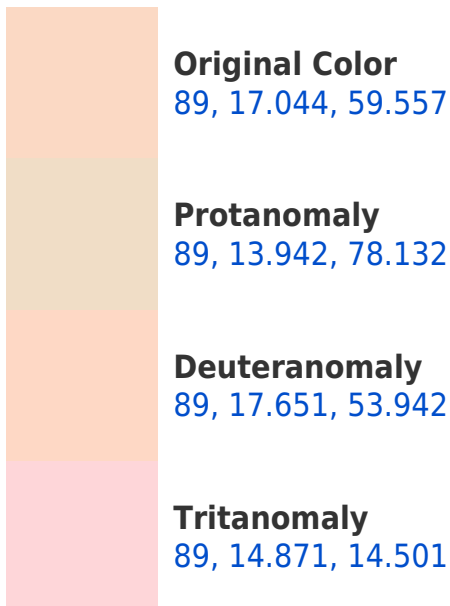 Original Color
89, 17.044, 59.557
Protanomaly
89, 13.942, 78.132
Deuteranomaly
89, 17.651, 53.942
Tritanomaly
89, 14.871, 14.501